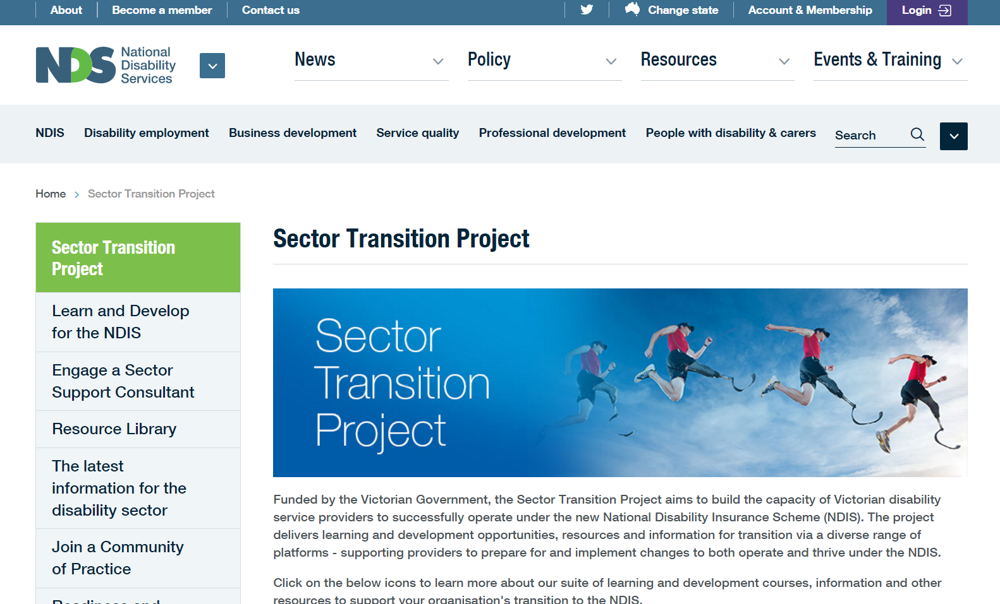 About
Become a member
Contact us
Change state
Account & Membership
Login
NDS
National
Disability
Services
News
Policy
Resources
Events & Training
NDIS
Disability employment
Business development
Service quality
Professional development
People with disability & carers
Search
Home
Sector Transition Project
Sector Transition
Project
Learn and Develop
for the NDIS
Engage a Sector
Support Consultant
Resource Library
The latest
information for the
disability sector
Join a Community
of Practice
Readiness and
Sector Transition Project
Sector
Transition
Project
Funded by the Victorian Government, the Sector Transition Project aims to build the capacity of Victorian disability
service providers to successfully operate under the new National Disability Insurance Scheme (NDIS). The project
delivers learning and development opportunities, resources and information for transition via a diverse range of
platforms - supporting providers to prepare for and implement changes to both operate and thrive under the NDIS.
Click on the below icons to learn more about our suite of learning and development courses, information and other
resources to support your organisation's transition to the NDIS.